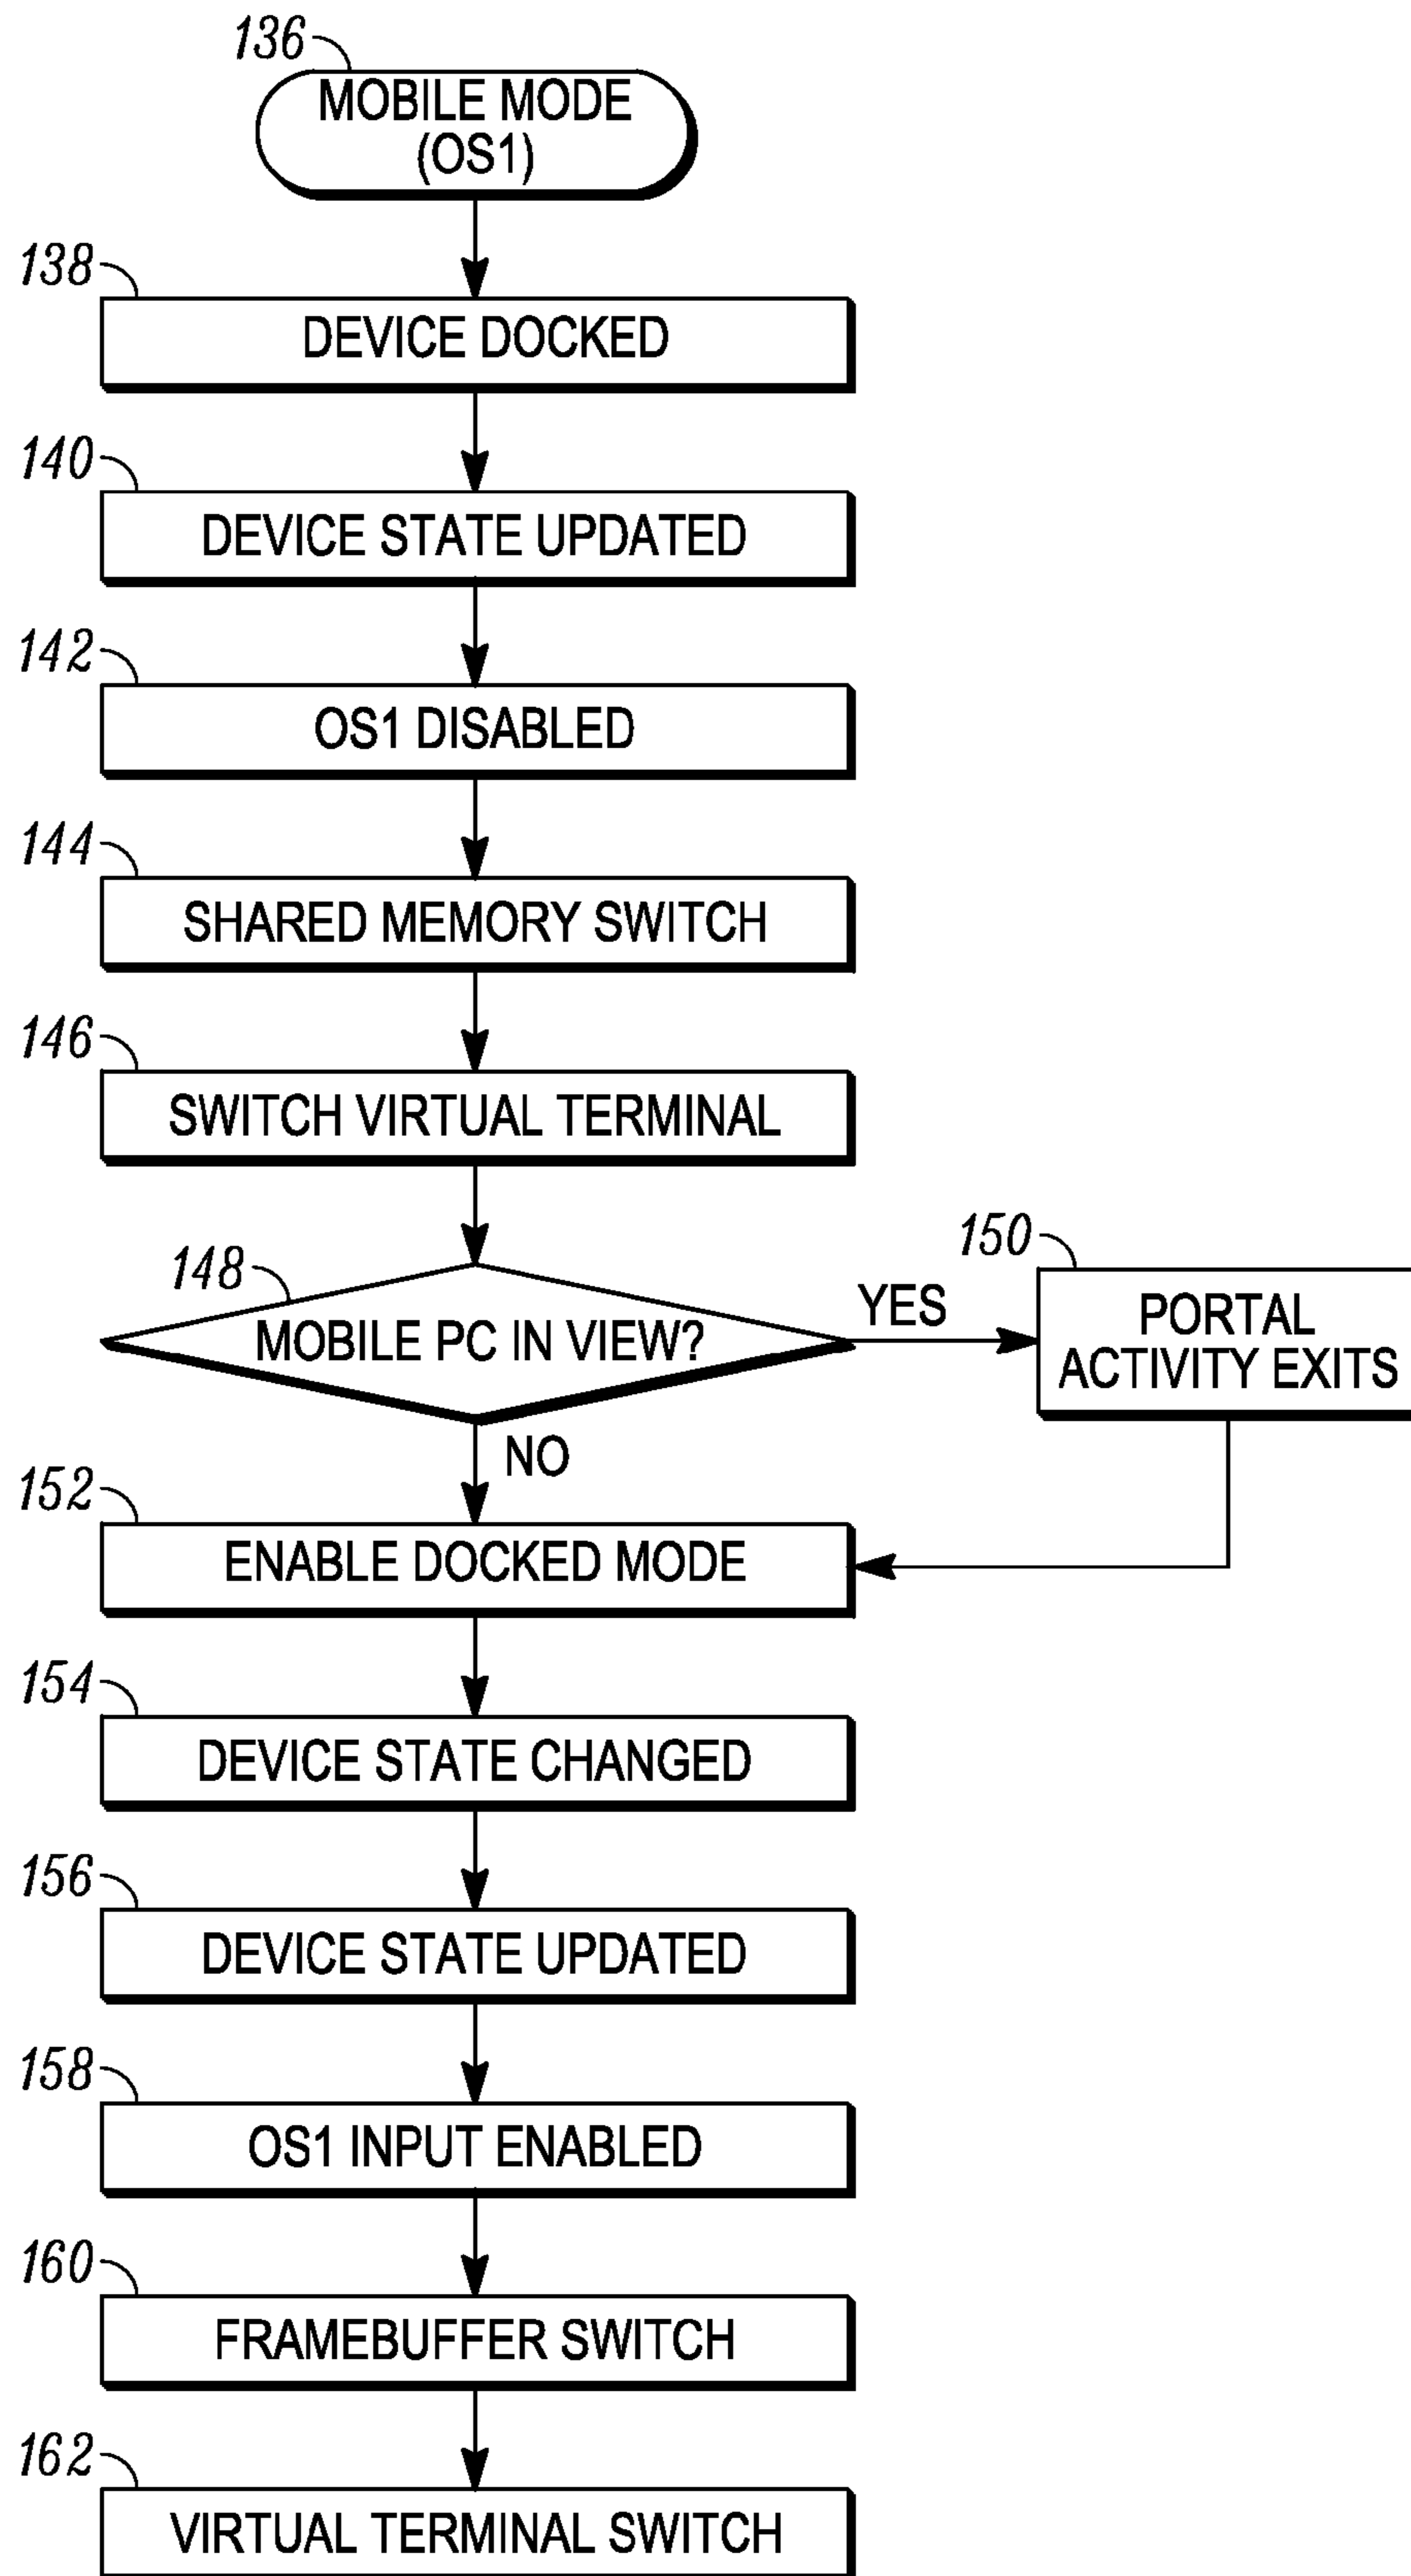 136
MOBILE MODE
(OS1)
138
DEVICE DOCKED
140
DEVICE STATE UPDATED
142
OS1 DISABLED
144
SHARED MEMORY SWITCH
146
SWITCH VIRTUAL TERMINAL
148
MOBILE PC IN VIEW?
YES
150
PORTAL
ACTIVITY EXITS
NO
152
ENABLE DOCKED MODE
154
DEVICE STATE CHANGED
156
DEVICE STATE UPDATED
158
OS1 INPUT ENABLED
160
FRAMEBUFFER SWITCH
162
VIRTUAL TERMINAL SWITCH